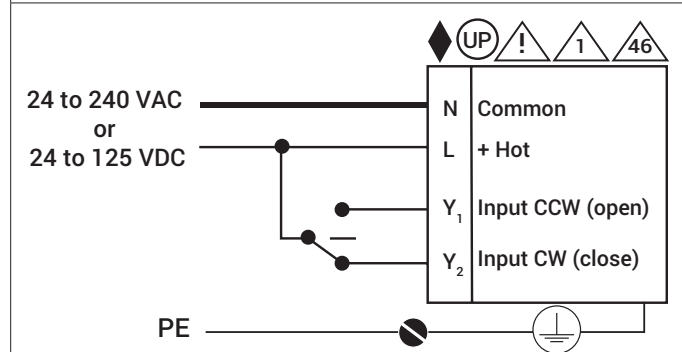 UP ! 1 46
24 to 240 VAC
or
24 to 125 VDC
N Common
L + Hot
Y1 Input CCW (open)
Y2 Input CW (close)
PE